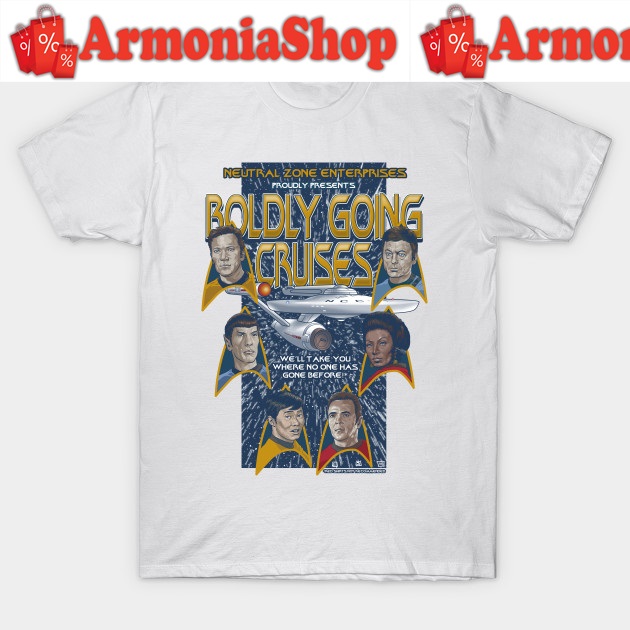 ArmoniaShop
Armon
NEUTRAL ZONE ENTERPRISES
PROUDLY PRESENTS
BOLDLY GOING
CRUISES
NCC
WE'LL TAKE YOU
WHERE NO ONE HAS
GONE BEFORE!*